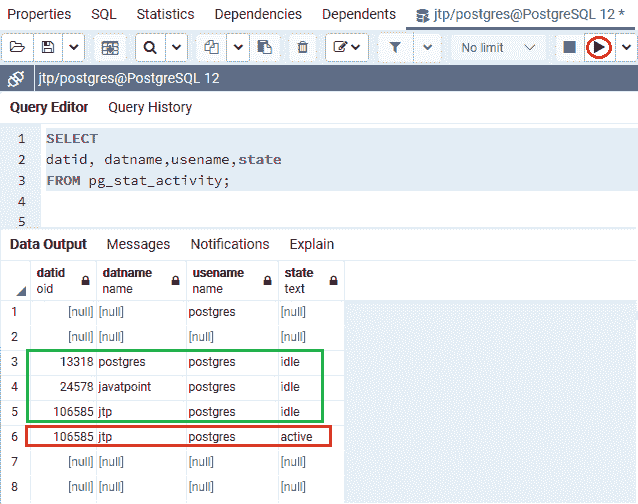 Properties SQL Statistics Dependencies Dependents jtp/postgres@PostgreSQL 12 *
No limit
jtp/postgres@PostgreSQL 12
Query Editor Query History
1 SELECT
2 datid, datname,usename,state
3 FROM pg_stat_activity;
4
5
Data Output Messages Notifications Explain
datid datname usename state
oid name name text
1 [null] [null] postgres [null]
2 [null] [null] [null] [null]
3 13318 postgres postgres idle
4 24578 javatpoint postgres idle
5 106585 jtp postgres idle
6 106585 jtp postgres active
7 [null] [null] [null] [null]
8 [null] [null] [null] [null]